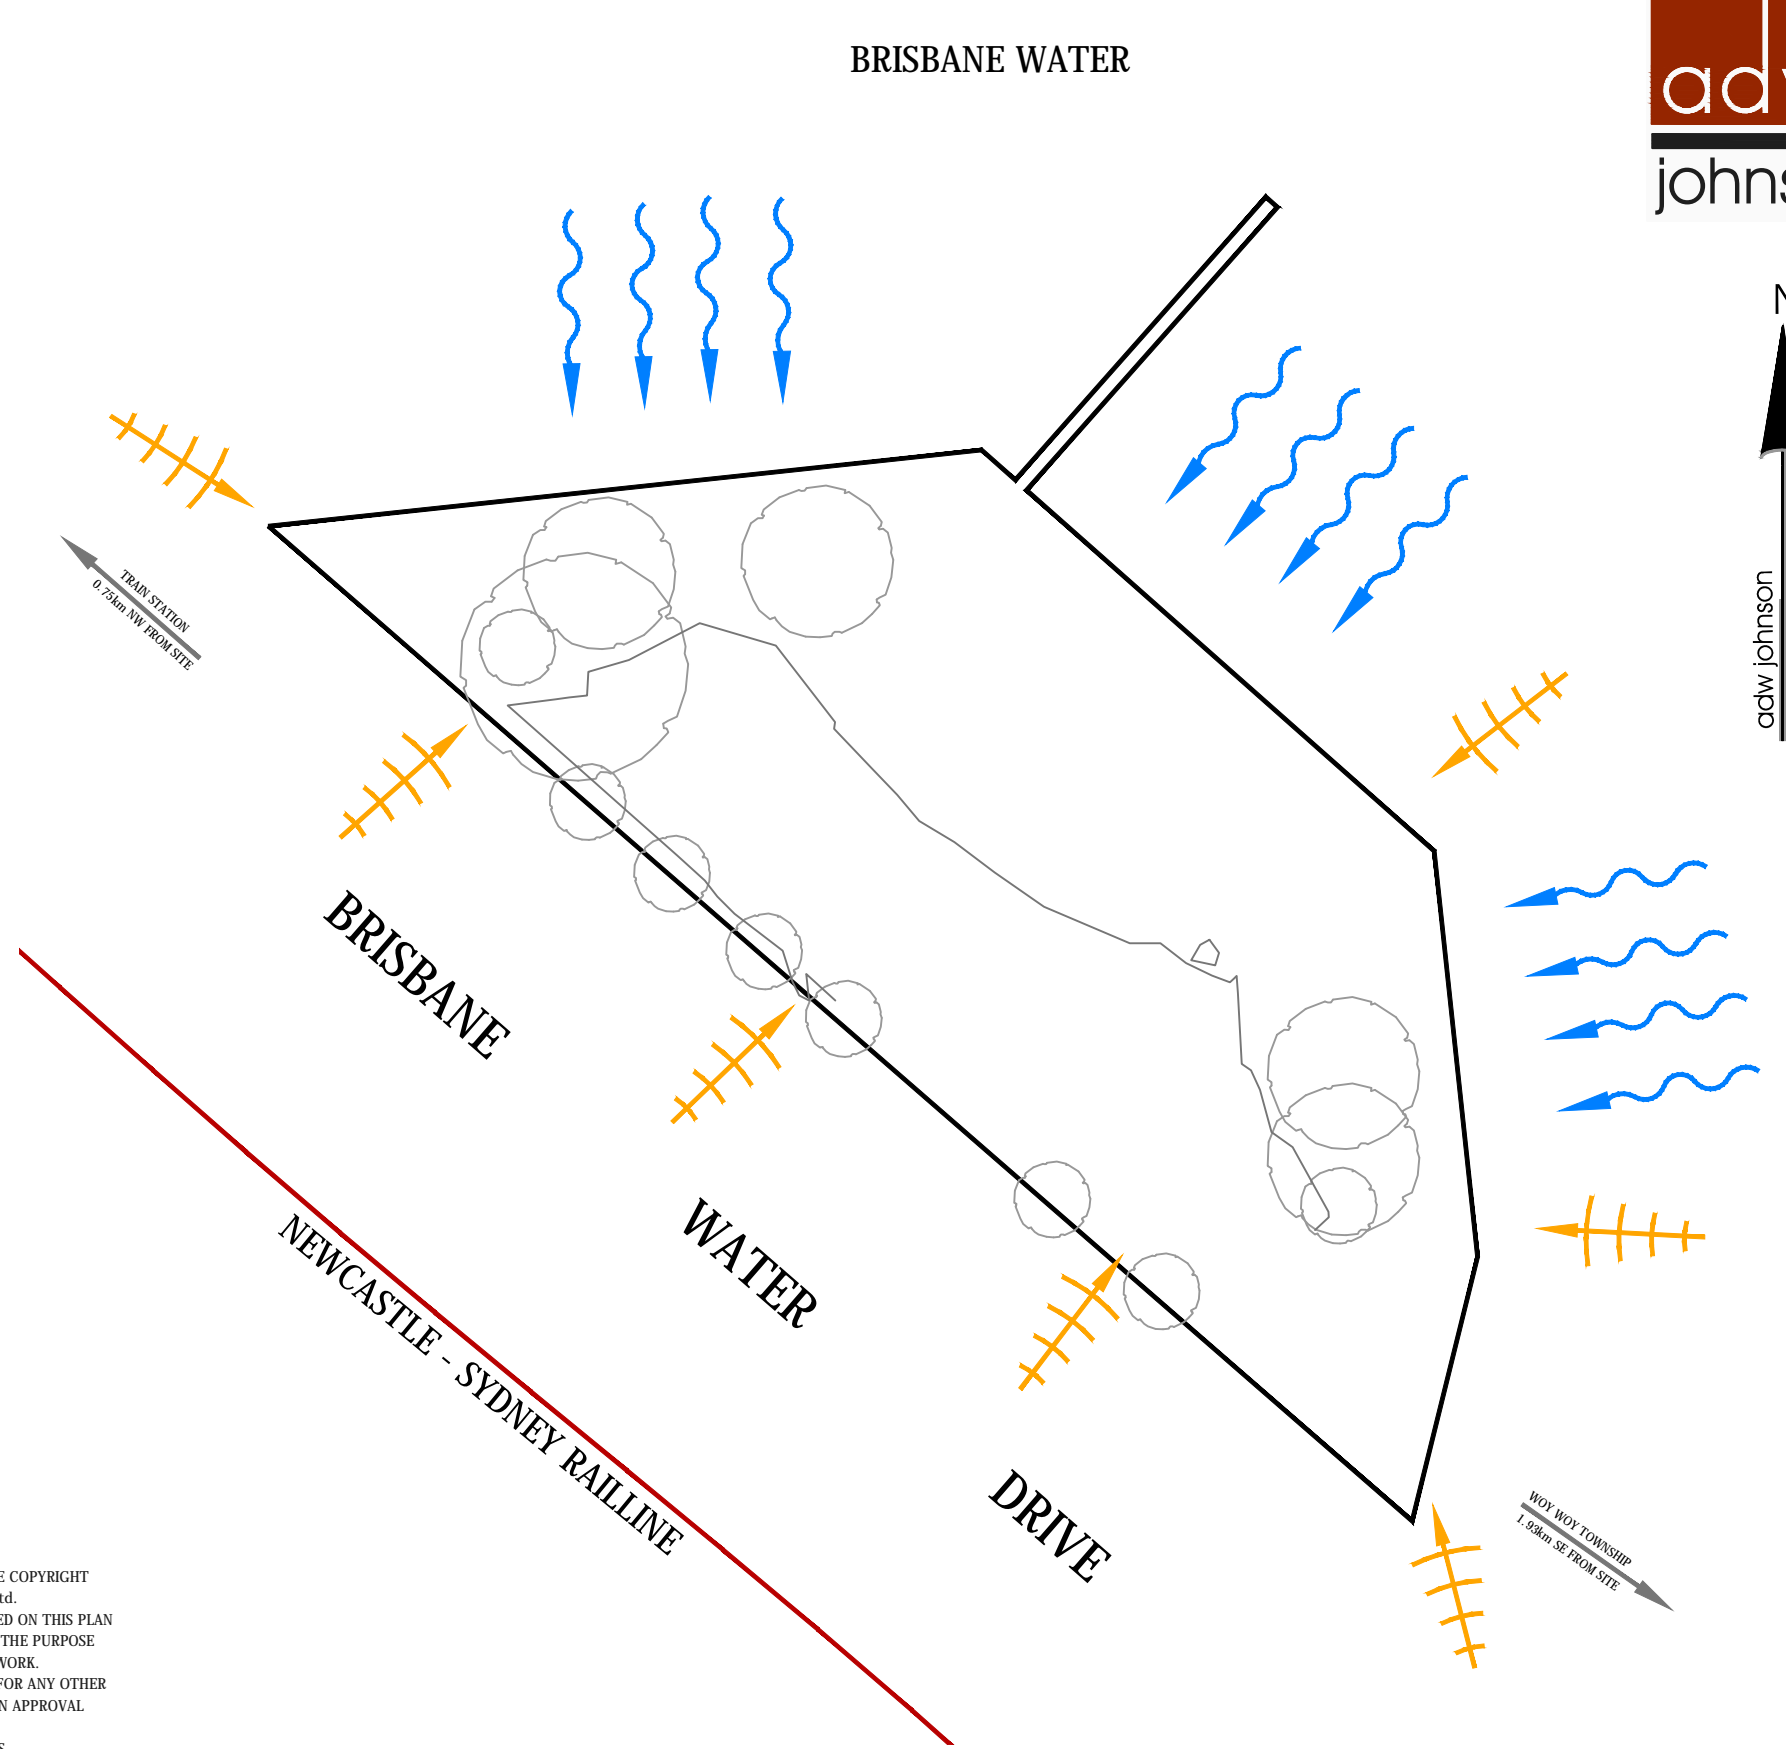 BRISBANE WATER
johns
N
adw johnson
TRAIN STATION
0.75km NW FROM SITE
BRISBANE
WATER
DRIVE
NEWCASTLE - SYDNEY RAILLINE
WOY WOY TOWNSHIP
1.93km SE FROM SITE
E COPYRIGHT
td.
ED ON THIS PLAN
THE PURPOSE
WORK.
FOR ANY OTHER
N APPROVAL